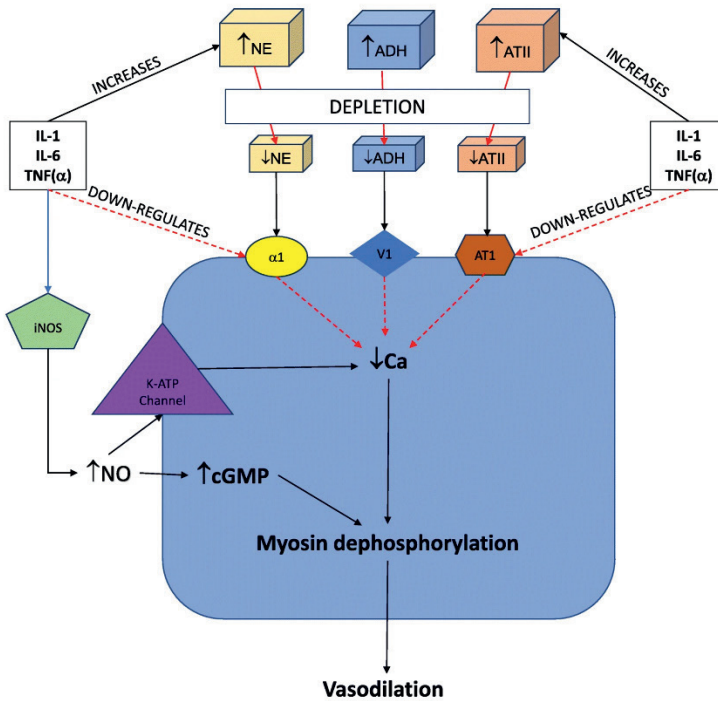 ↑NE
↑ADH
↑ATII
INCREASES
INCREASES
DEPLETION
IL-1
IL-6
TNF(α)
↓NE
↓ADH
↓ATII
IL-1
IL-6
TNF(α)
DOWN-REGULATES
DOWN-REGULATES
α1
V1
AT1
iNOS
↓Ca
K-ATP
Channel
↑NO
↑cGMP
Myosin dephosphorylation
Vasodilation